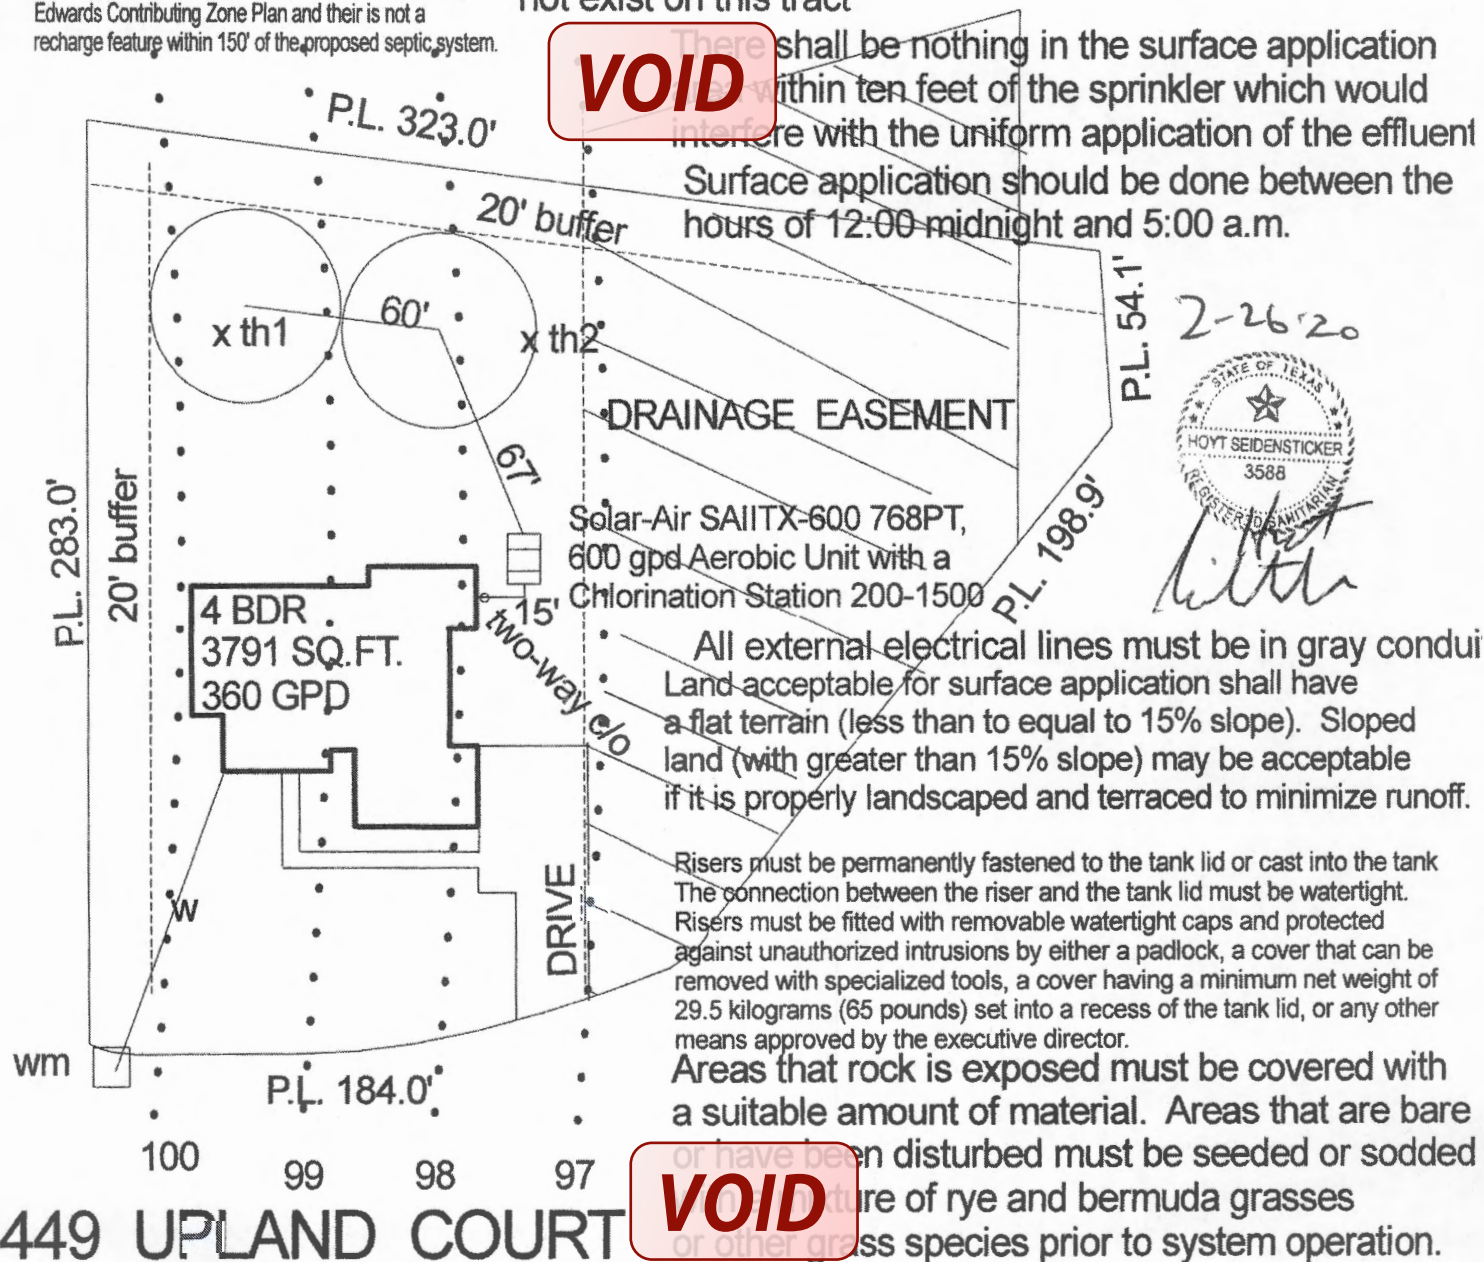 Edwards Contributing Zone Plan and their is not a
recharge feature within 150' of the proposed septic system.
not exist on this tract
VOID
There shall be nothing in the surface application
area within ten feet of the sprinkler which would
interfere with the uniform application of the effluent
Surface application should be done between the
hours of 12:00 midnight and 5:00 a.m.
P.L. 323.0'
20' buffer
P.L. 54.1'
2-26-20
STATE OF TEXAS
HOYT SEIDENSTICKER
3588
REGISTERED SANITARIAN
60'
x th1
x th2
DRAINAGE EASEMENT
67'
P.L. 283.0'
20' buffer
P.L. 198.9'
Solar-Air SAIITX-600 768PT,
600 gpd Aerobic Unit with a
Chlorination Station 200-1500
15'
two-way c/o
4 BDR
3791 SQ.FT.
360 GPD
All external electrical lines must be in gray condui
Land acceptable for surface application shall have
a flat terrain (less than to equal to 15% slope). Sloped
land (with greater than 15% slope) may be acceptable
if it is properly landscaped and terraced to minimize runoff.
Risers must be permanently fastened to the tank lid or cast into the tank
The connection between the riser and the tank lid must be watertight.
Risers must be fitted with removable watertight caps and protected
against unauthorized intrusions by either a padlock, a cover that can be
removed with specialized tools, a cover having a minimum net weight of
29.5 kilograms (65 pounds) set into a recess of the tank lid, or any other
means approved by the executive director.
W
DRIVE
wm
P.L. 184.0'
Areas that rock is exposed must be covered with
a suitable amount of material. Areas that are bare
or have been disturbed must be seeded or sodded
with a mixture of rye and bermuda grasses
or other grass species prior to system operation.
VOID
100
99
98
97
449 UPLAND COURT